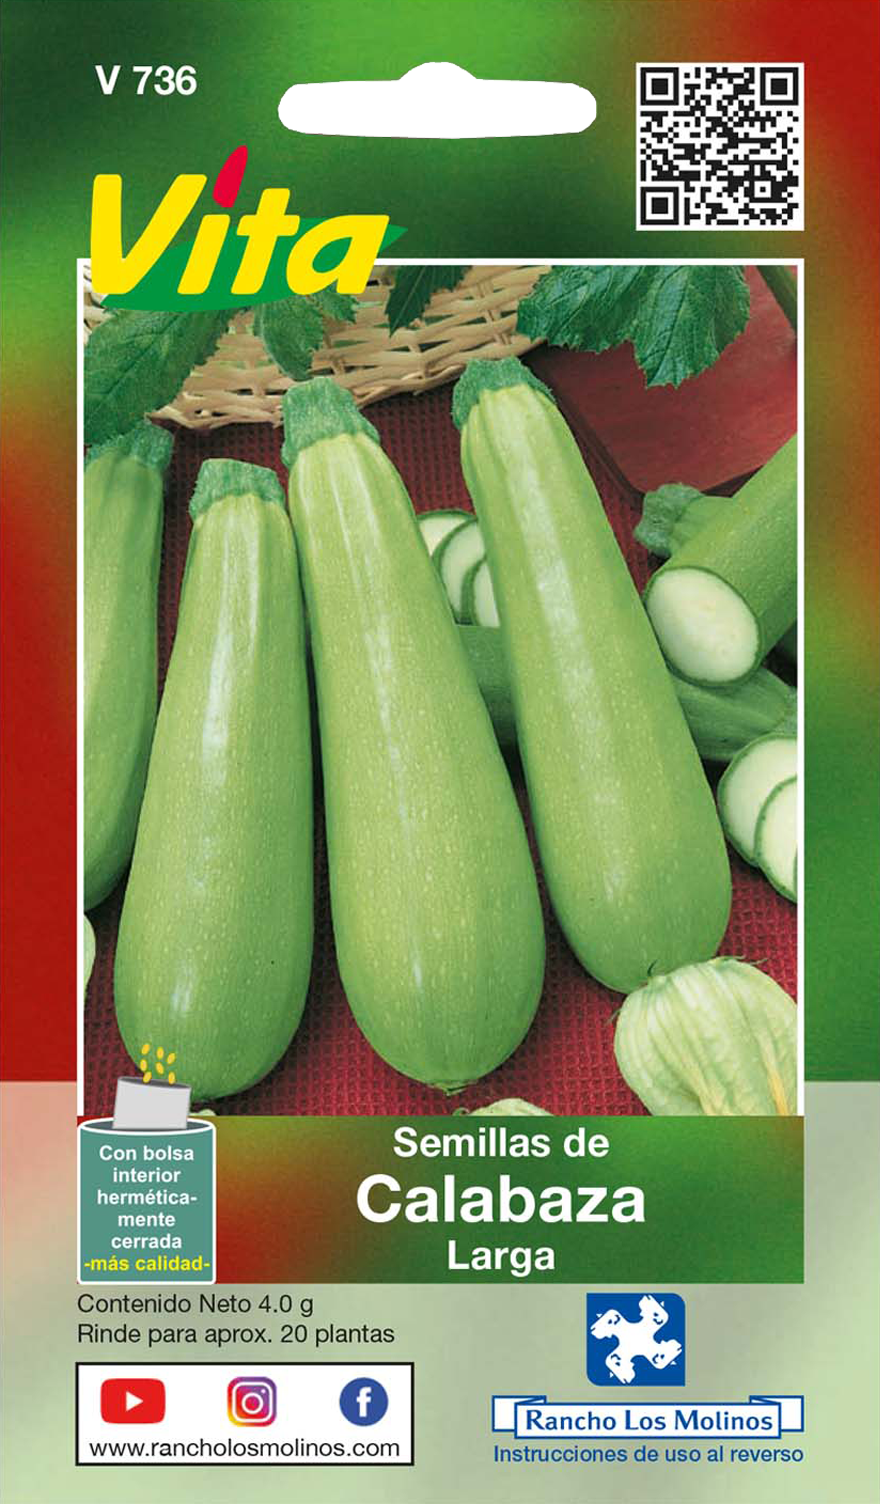 V 736
Vita
Con bolsa
interior
hermética-
mente
cerrada
-más calidad-
Semillas de
Calabaza
Larga
Contenido Neto 4.0 g
Rinde para aprox. 20 plantas
www.rancholosmolinos.com
Rancho Los Molinos
Instrucciones de uso al reverso